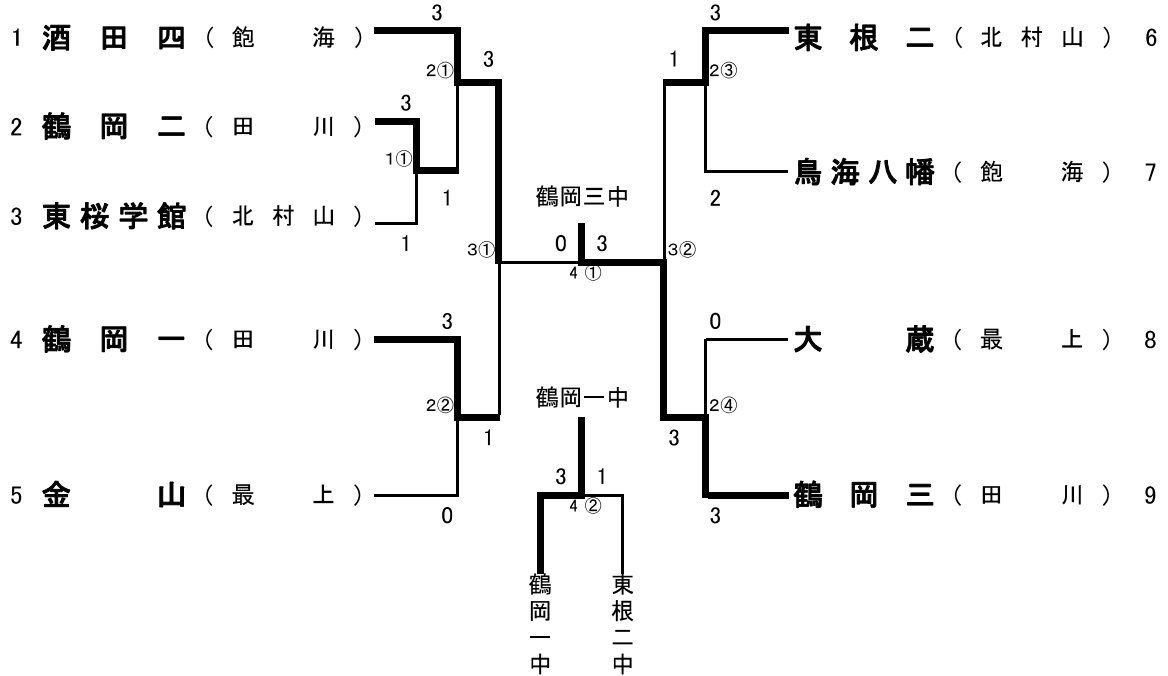 3
3
1 酒田四 （飽海）
東根二 （北村山） 6
3
1
2①
2③
3
2 鶴岡二 （田川）
1①
鳥海八幡 （飽海） 7
1
2
鶴岡三中
3 東桜学館 （北村山）
1
3①
0
3
3②
4 ①
3
0
4 鶴岡一 （田川）
大蔵 （最上） 8
2②
鶴岡一中
2④
1
3
3
1
5 金山 （最上）
4 ②
鶴岡三 （田川） 9
0
3
鶴岡一中
東根二中